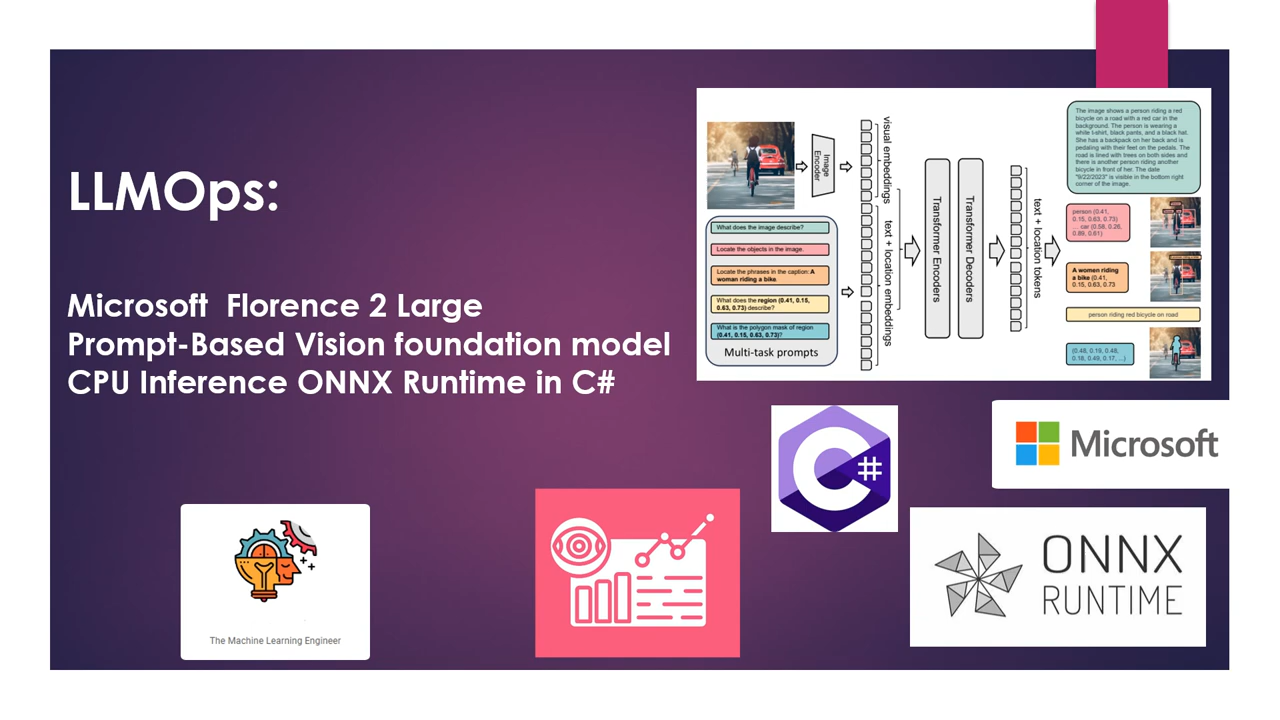 LLMOps:
Microsoft Florence 2 Large
Prompt-Based Vision foundation model
CPU Inference ONNX Runtime in C#
Image
Encoder
visual embeddings
text + location embeddings
Transformer Encoders
Transformer Decoders
text + location tokens
What does the image describe?
Locate the objects in the image.
Locate the phrases in the caption: A
woman riding a bike.
What does the region (0.41, 0.15,
0.63, 0.73) describe?
What is the polygon mask of region
(0.41, 0.15, 0.63, 0.73)?
Multi-task prompts
The image shows a person riding a red
bicycle on a road with a red car in the
background. The person is wearing a
white t-shirt, black pants, and a black hat.
She has a backpack on her back and is
pedaling with their feet on the pedals. The
road is lined with trees on both sides and
there is another person riding another
bicycle in front of her. The date
"9/22/2023" is visible in the bottom right
corner of the image.
person (0.41,
0.15, 0.63, 0.73)
... car (0.58, 0.26,
0.89, 0.61)
A women riding
a bike (0.41,
0.15, 0.63, 0.73
person riding red bicycle on road
(0.48, 0.19, 0.48,
0.18, 0.49, 0.17, ...)
C#
Microsoft
ONNX
RUNTIME
The Machine Learning Engineer